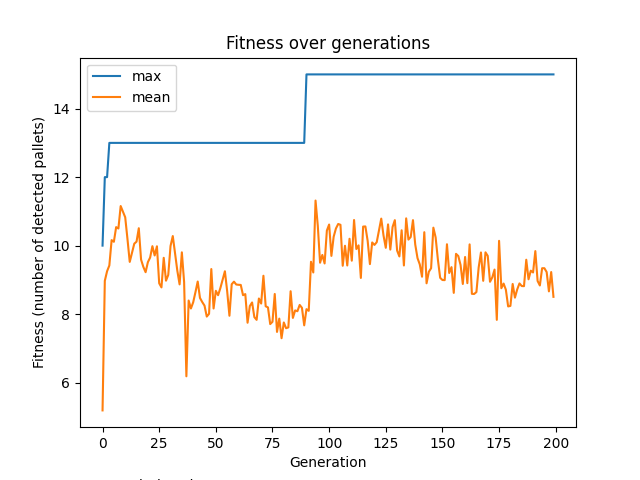 Fitness over generations
max
mean
Fitness (number of detected pallets)
14
12
10
8
6
0 25 50 75 100 125 150 175 200
Generation